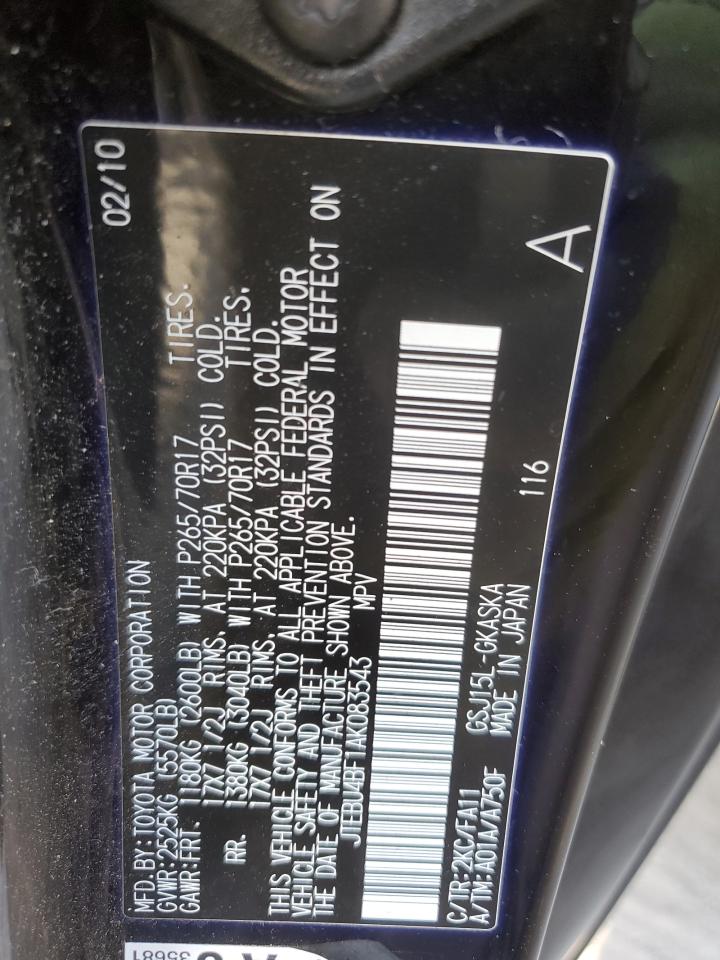 MFD.BY:TOYOTA MOTOR CORPORATION 02/10
GVWR:2525KG (5570LB)
GAWR:FRT. 1180KG (2600LB) WITH P265/70R17 TIRES.
17X7 1/2J RIMS, AT 220KPA (32PSI) COLD.
RR. 1380KG (3040LB) WITH P265/70R17 TIRES,
17X7 1/2J RIMS, AT 220KPA (32PSI) COLD.
THIS VEHICLE CONFORMS TO ALL APPLICABLE FEDERAL MOTOR
VEHICLE SAFETY AND THEFT PREVENTION STANDARDS IN EFFECT ON
THE DATE OF MANUFACTURE SHOWN ABOVE.
JTEBU4BF1AK083543 MPV
C/TR:2KC/FA11 GSJ15L-GKASKA
A/TM:A01A/A750F MADE IN JAPAN
116
A
35681